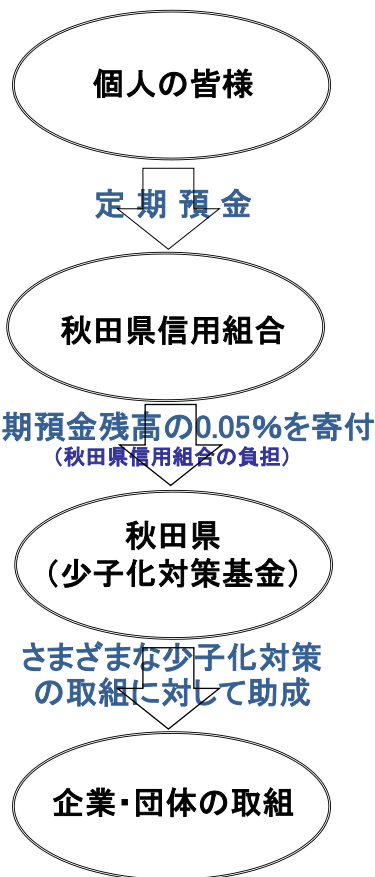 個人の皆様
定期預金
秋田県信用組合
期預金残高の0.05%を寄付
（秋田県信用組合の負担）
秋田県
（少子化対策基金）
さまざまな少子化対策
の取組に対して助成
企業・団体の取組